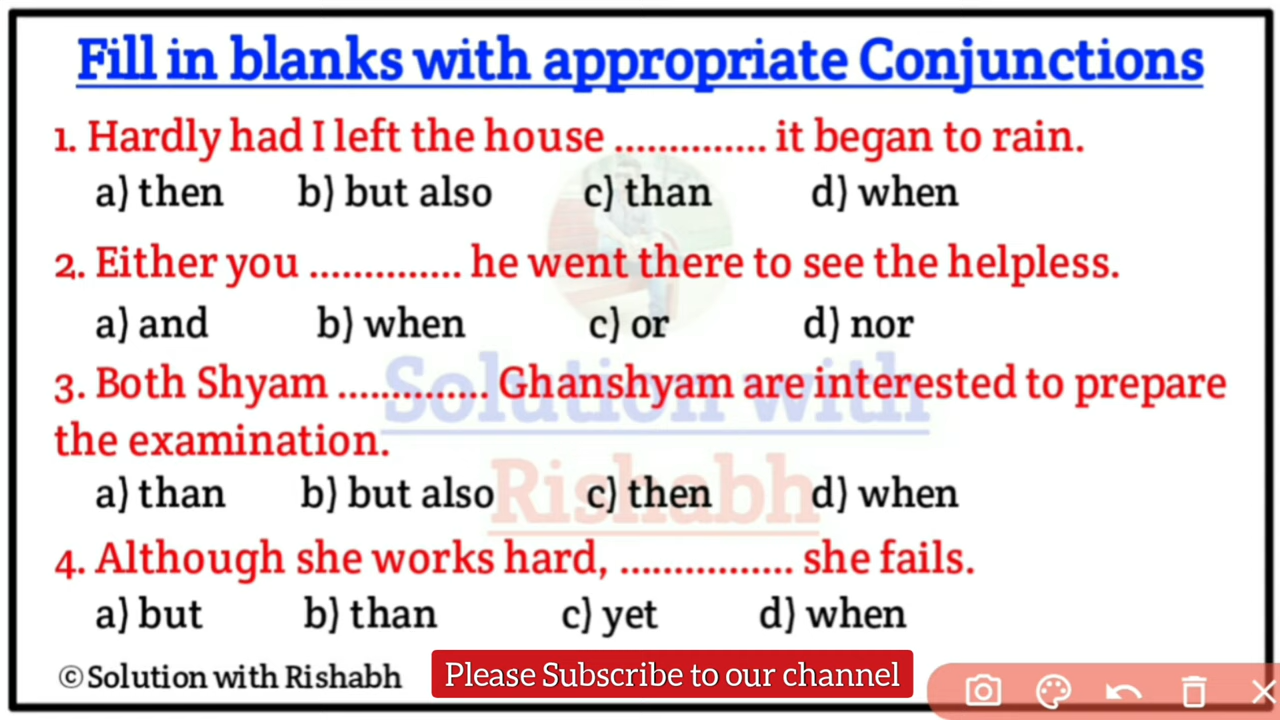 Fill in blanks with appropriate Conjunctions
1. Hardly had I left the house .............. it began to rain.
a) then b) but also c) than d) when
2. Either you .............. he went there to see the helpless.
a) and b) when c) or d) nor
3. Both Shyam .............. Ghanshyam are interested to prepare
the examination.
a) than b) but also c) then d) when
4. Although she works hard, ................ she fails.
a) but b) than c) yet d) when
Solution with
Rishabh
©Solution with Rishabh Please Subscribe to our channel